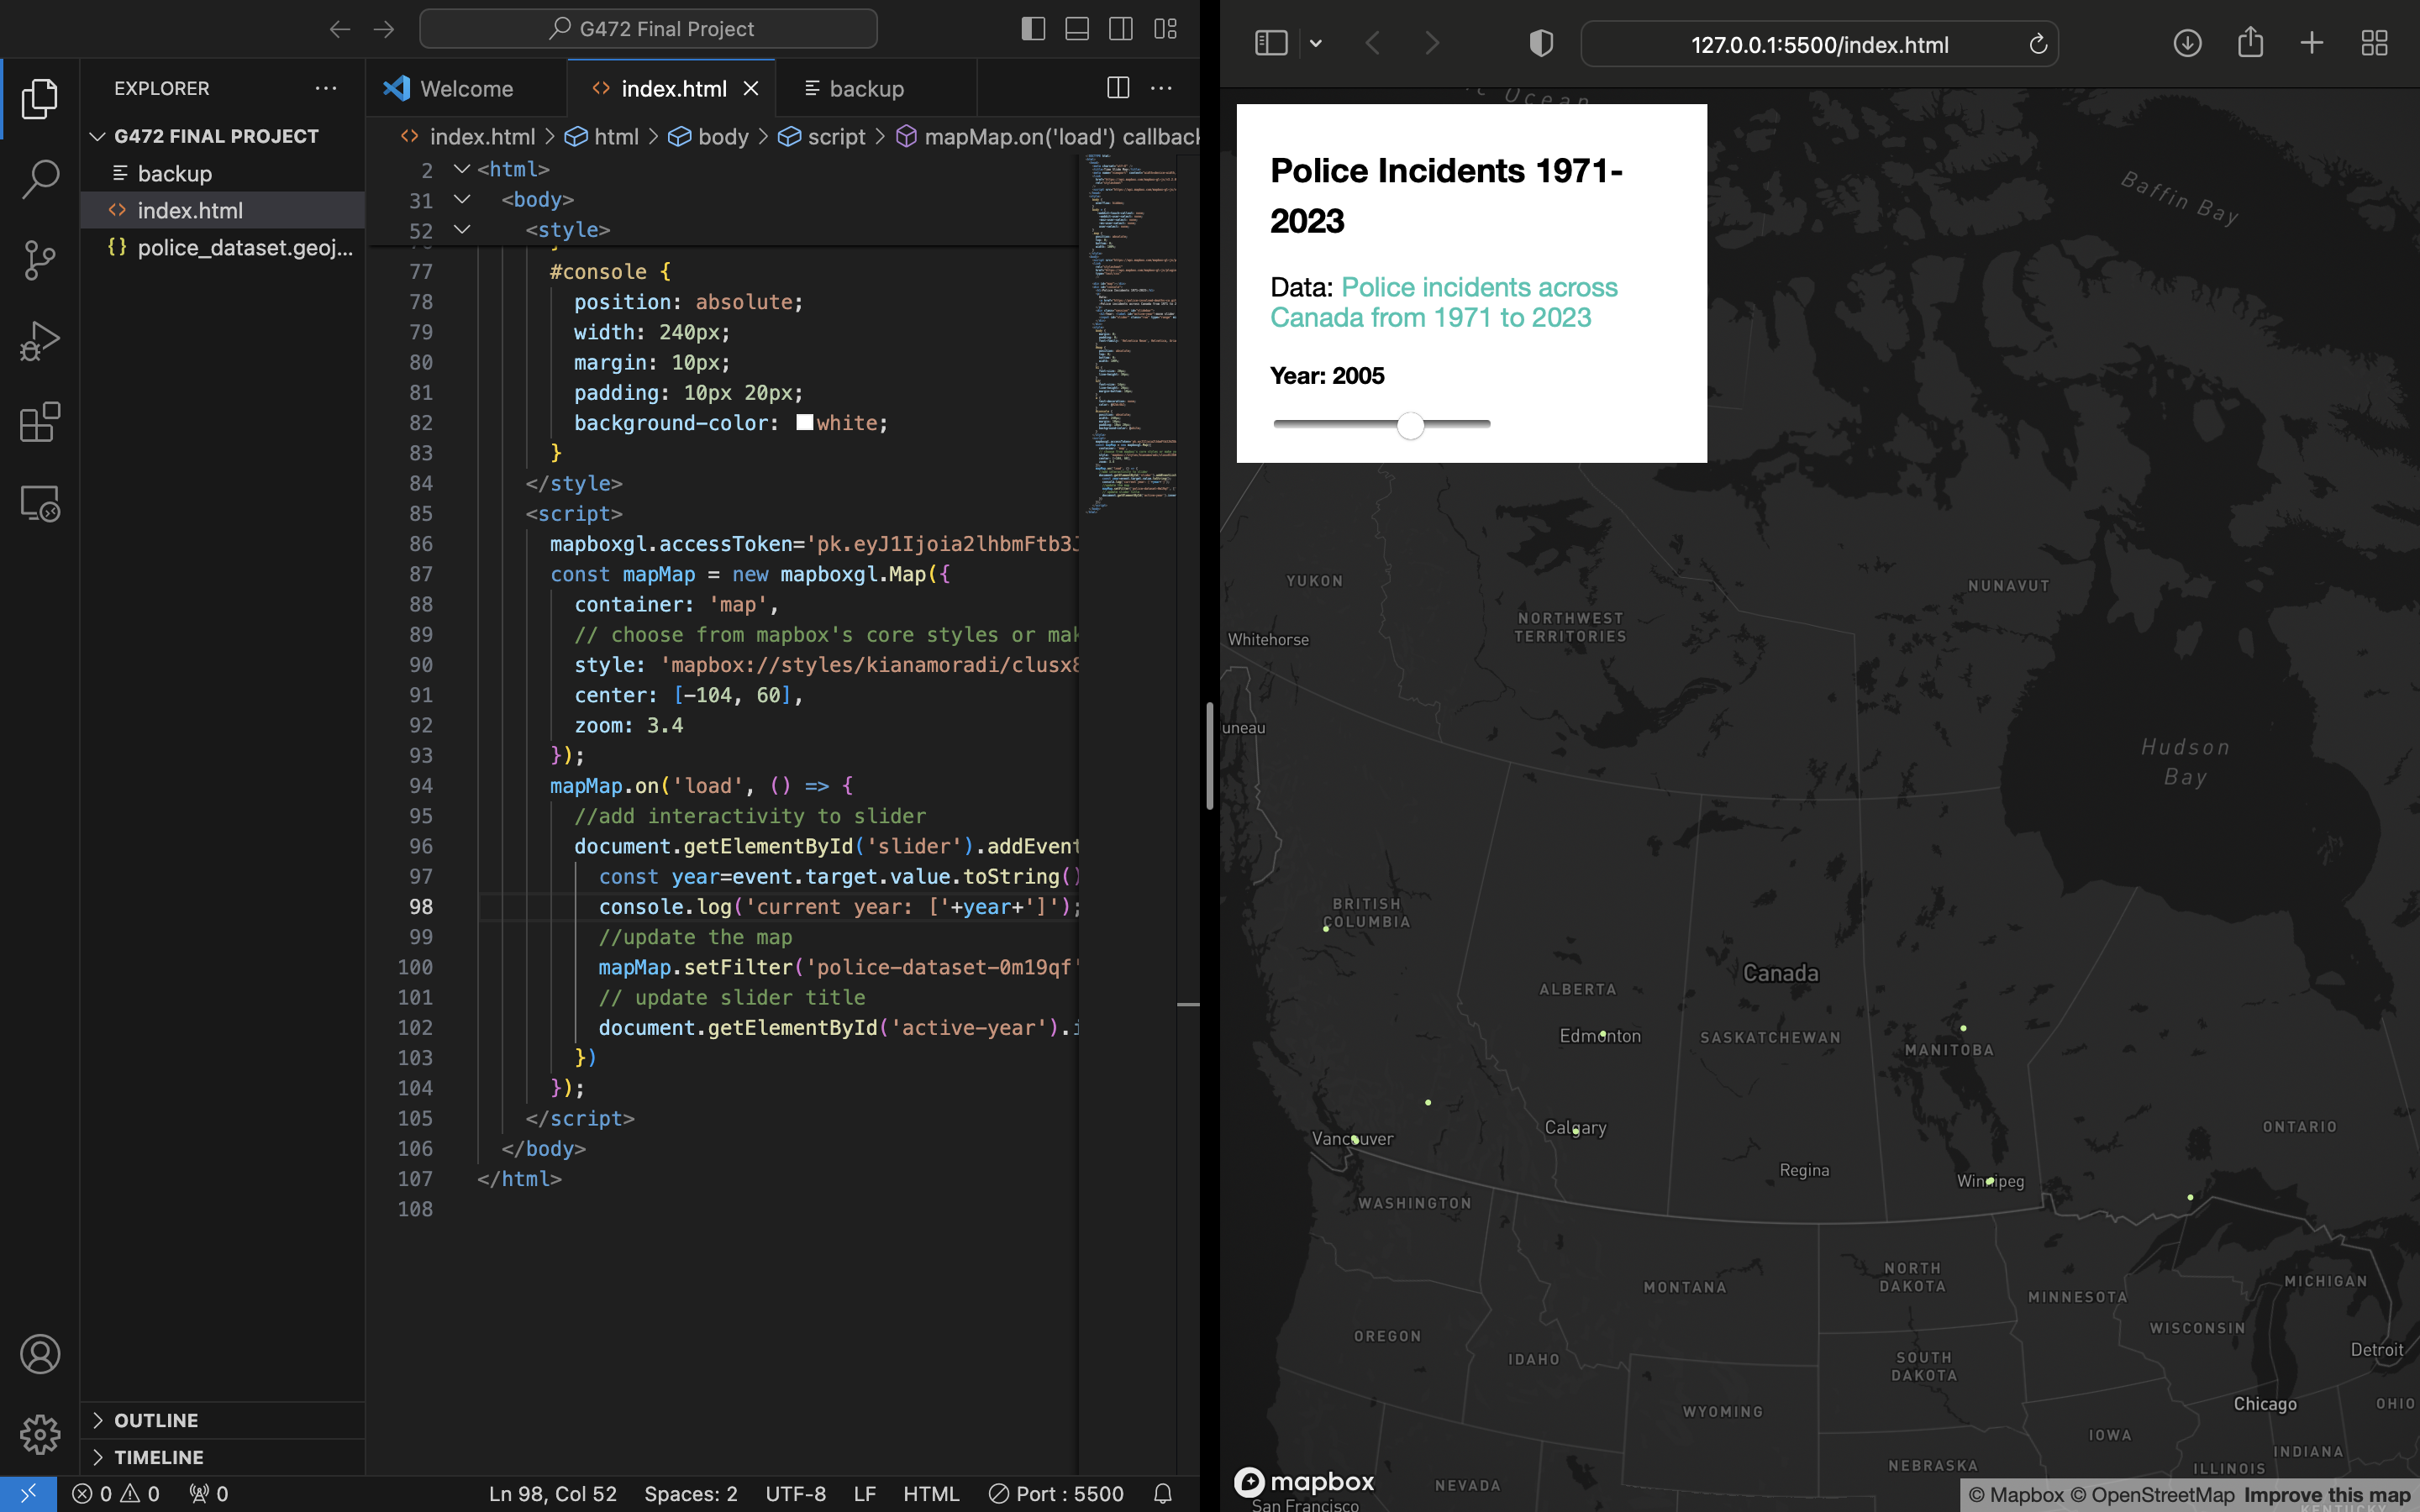 G472 Final Project
127.0.0.1:5500/index.html
EXPLORER
Welcome
index.html
backup
G472 FINAL PROJECT
backup
index.html
police_dataset.geoj...
index.html > html > body > script > mapMap.on('load') callback
2 <html>
31 <body>
52 <style>
77 #console {
78 position: absolute;
79 width: 240px;
80 margin: 10px;
81 padding: 10px 20px;
82 background-color: white;
83 }
84 </style>
85 <script>
86 mapboxgl.accessToken='pk.eyJ1Ijoia2lhbmFtb3J
87 const mapMap = new mapboxgl.Map({
88 container: 'map',
89 // choose from mapbox's core styles or mak
90 style: 'mapbox://styles/kianamoradi/clusx8
91 center: [-104, 60],
92 zoom: 3.4
93 });
94 mapMap.on('load', () => {
95 //add interactivity to slider
96 document.getElementById('slider').addEvent
97 const year=event.target.value.toString()
98 console.log('current year: ['+year+']');
99 //update the map
100 mapMap.setFilter('police-dataset-0m19qf'
101 // update slider title
102 document.getElementById('active-year').i
103 })
104 });
105 </script>
106 </body>
107 </html>
108
OUTLINE
TIMELINE
0 0 0
Ln 98, Col 52 Spaces: 2 UTF-8 LF HTML Port : 5500
Police Incidents 1971-
2023
Data: Police incidents across
Canada from 1971 to 2023
Year: 2005
Ocean
Baffin Bay
YUKON
NUNAVUT
NORTHWEST
TERRITORIES
Whitehorse
uneau
Hudson
Bay
BRITISH
COLUMBIA
Canada
ALBERTA
Edmonton
SASKATCHEWAN
MANITOBA
ONTARIO
Vancouver
Calgary
Regina
Winnipeg
WASHINGTON
NORTH
DAKOTA
MICHIGAN
MONTANA
MINNESOTA
OREGON
WISCONSIN
IDAHO
SOUTH
DAKOTA
Detroit
Chicago
OHIO
WYOMING
IOWA
INDIANA
NEBRASKA
ILLINOIS
NEVADA
mapbox
San Francisco
© Mapbox © OpenStreetMap Improve this map
KENTUCKY